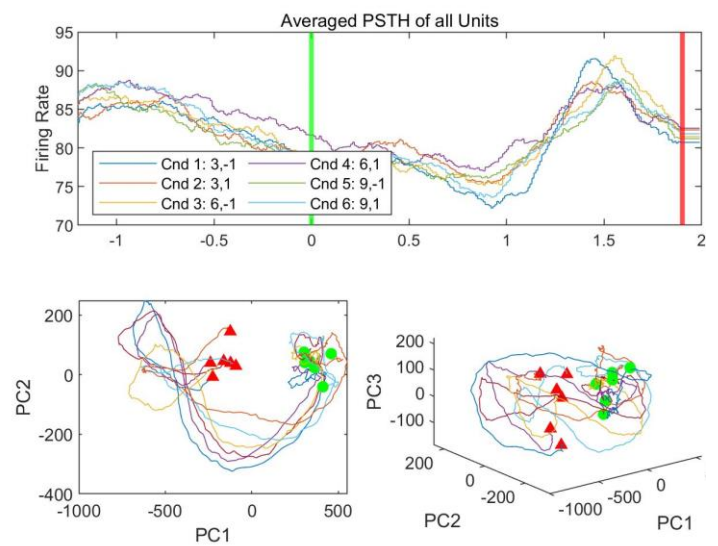 Averaged PSTH of all Units
95
90
85
80
75
70
Firing Rate
Cnd 1: 3,-1
Cnd 4: 6,1
Cnd 2: 3,1
Cnd 5: 9,-1
Cnd 3: 6,-1
Cnd 6: 9,1
-1
-0.5
0
0.5
1
1.5
2
200
0
-200
-400
PC2
-1000
-500
0
500
PC1
200
100
0
-100
PC3
200
0
-200
PC2
-1000
-500
0
PC1